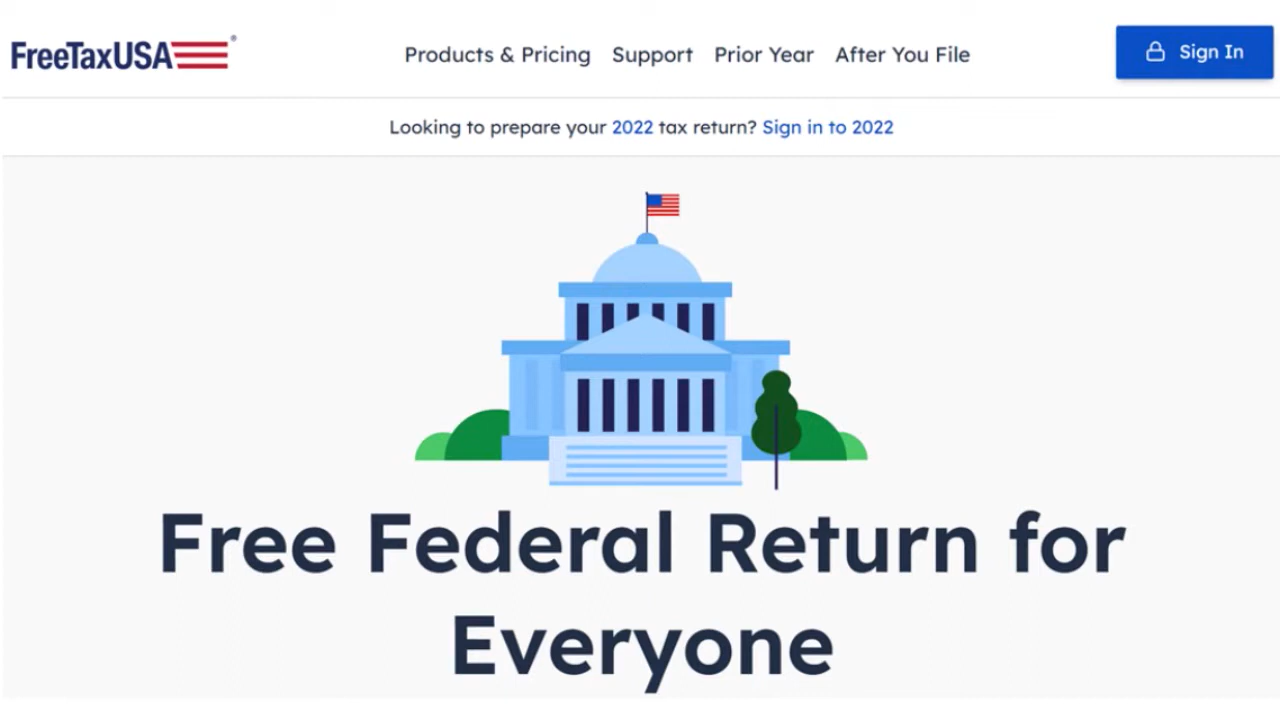 FreeTaxUSA®
Products & Pricing Support Prior Year After You File
Sign In
Looking to prepare your 2022 tax return? Sign in to 2022
Free Federal Return for
Everyone